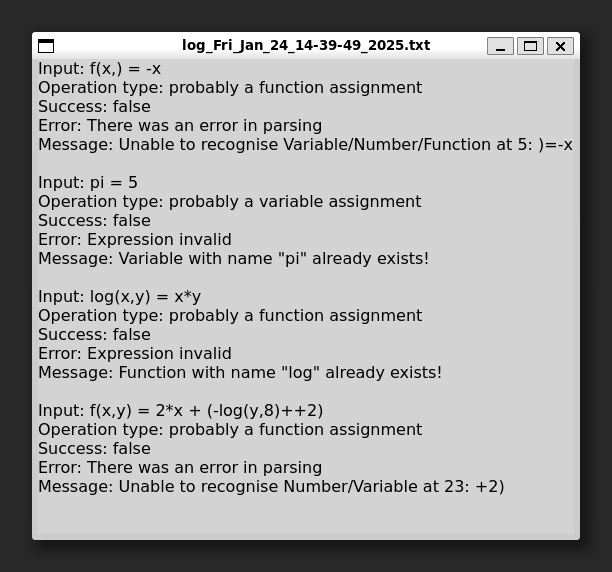 log_Fri_Jan_24_14-39-49_2025.txt
Input: f(x,) = -x
Operation type: probably a function assignment
Success: false
Error: There was an error in parsing
Message: Unable to recognise Variable/Number/Function at 5: )=-x
Input: pi = 5
Operation type: probably a variable assignment
Success: false
Error: Expression invalid
Message: Variable with name "pi" already exists!
Input: log(x,y) = x*y
Operation type: probably a function assignment
Success: false
Error: Expression invalid
Message: Function with name "log" already exists!
Input: f(x,y) = 2*x + (-log(y,8)++2)
Operation type: probably a function assignment
Success: false
Error: There was an error in parsing
Message: Unable to recognise Number/Variable at 23: +2)